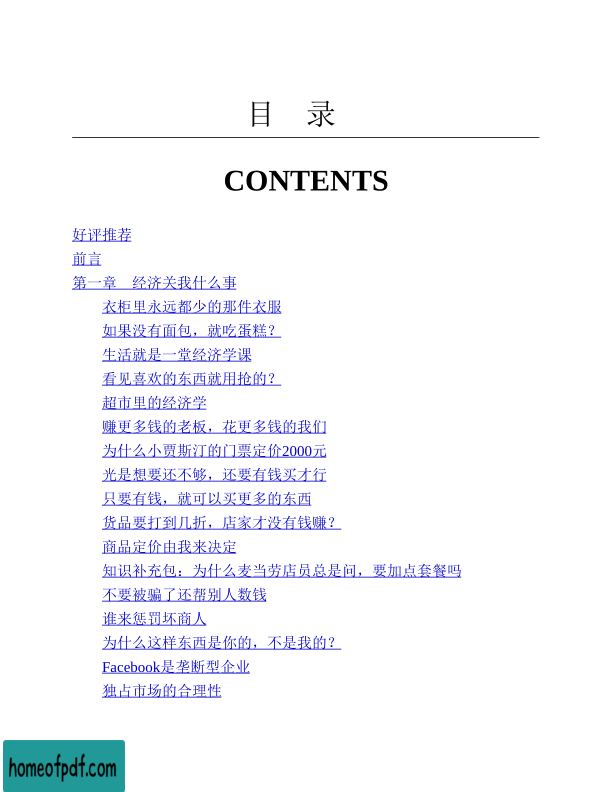 目 录
CONTENTS
好评推荐
前言
第一章 经济关我什么事
衣柜里永远都少的那件衣服
如果没有面包，就吃蛋糕？
生活就是一堂经济学课
看见喜欢的东西就用抢的？
超市里的经济学
赚更多钱的老板，花更多钱的我们
为什么小贾斯汀的门票定价2000元
光是想要还不够，还要有钱买才行
只要有钱，就可以买更多的东西
货品要打到几折，店家才没有钱赚？
商品定价由我来决定
知识补充包：为什么麦当劳店员总是问，要加点套餐吗
不要被骗了还帮别人数钱
谁来惩罚坏商人
为什么这样东西是你的，不是我的？
Facebook是垄断型企业
独占市场的合理性
homeofpdf.com